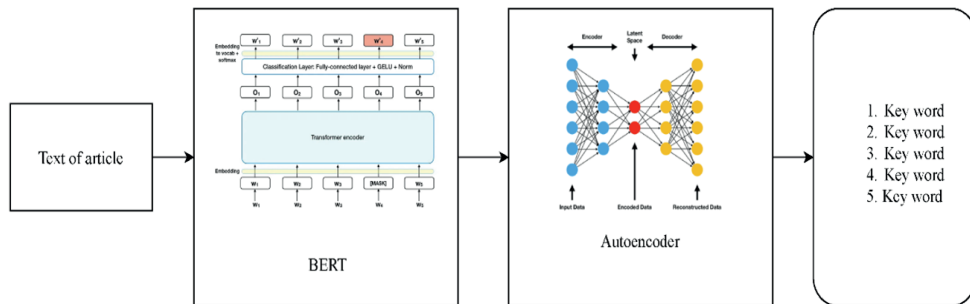 Text of article
W'₁ W'₂ W'₃ W'₄ W'₅
Embedding
to vocab +
softmax
Classification Layer: Fully-connected layer + GELU + Norm
O₁ O₂ O₃ O₄ O₅
Transformer encoder
Embedding
W₁ W₂ W₃ [MASK] W₅
W₁ W₂ W₃ W₄ W₅
BERT
Encoder
Latent
Space
Decoder
Input Data
Encoded Data
Reconstructed Data
Autoencoder
1. Key word
2. Key word
3. Key word
4. Key word
5. Key word